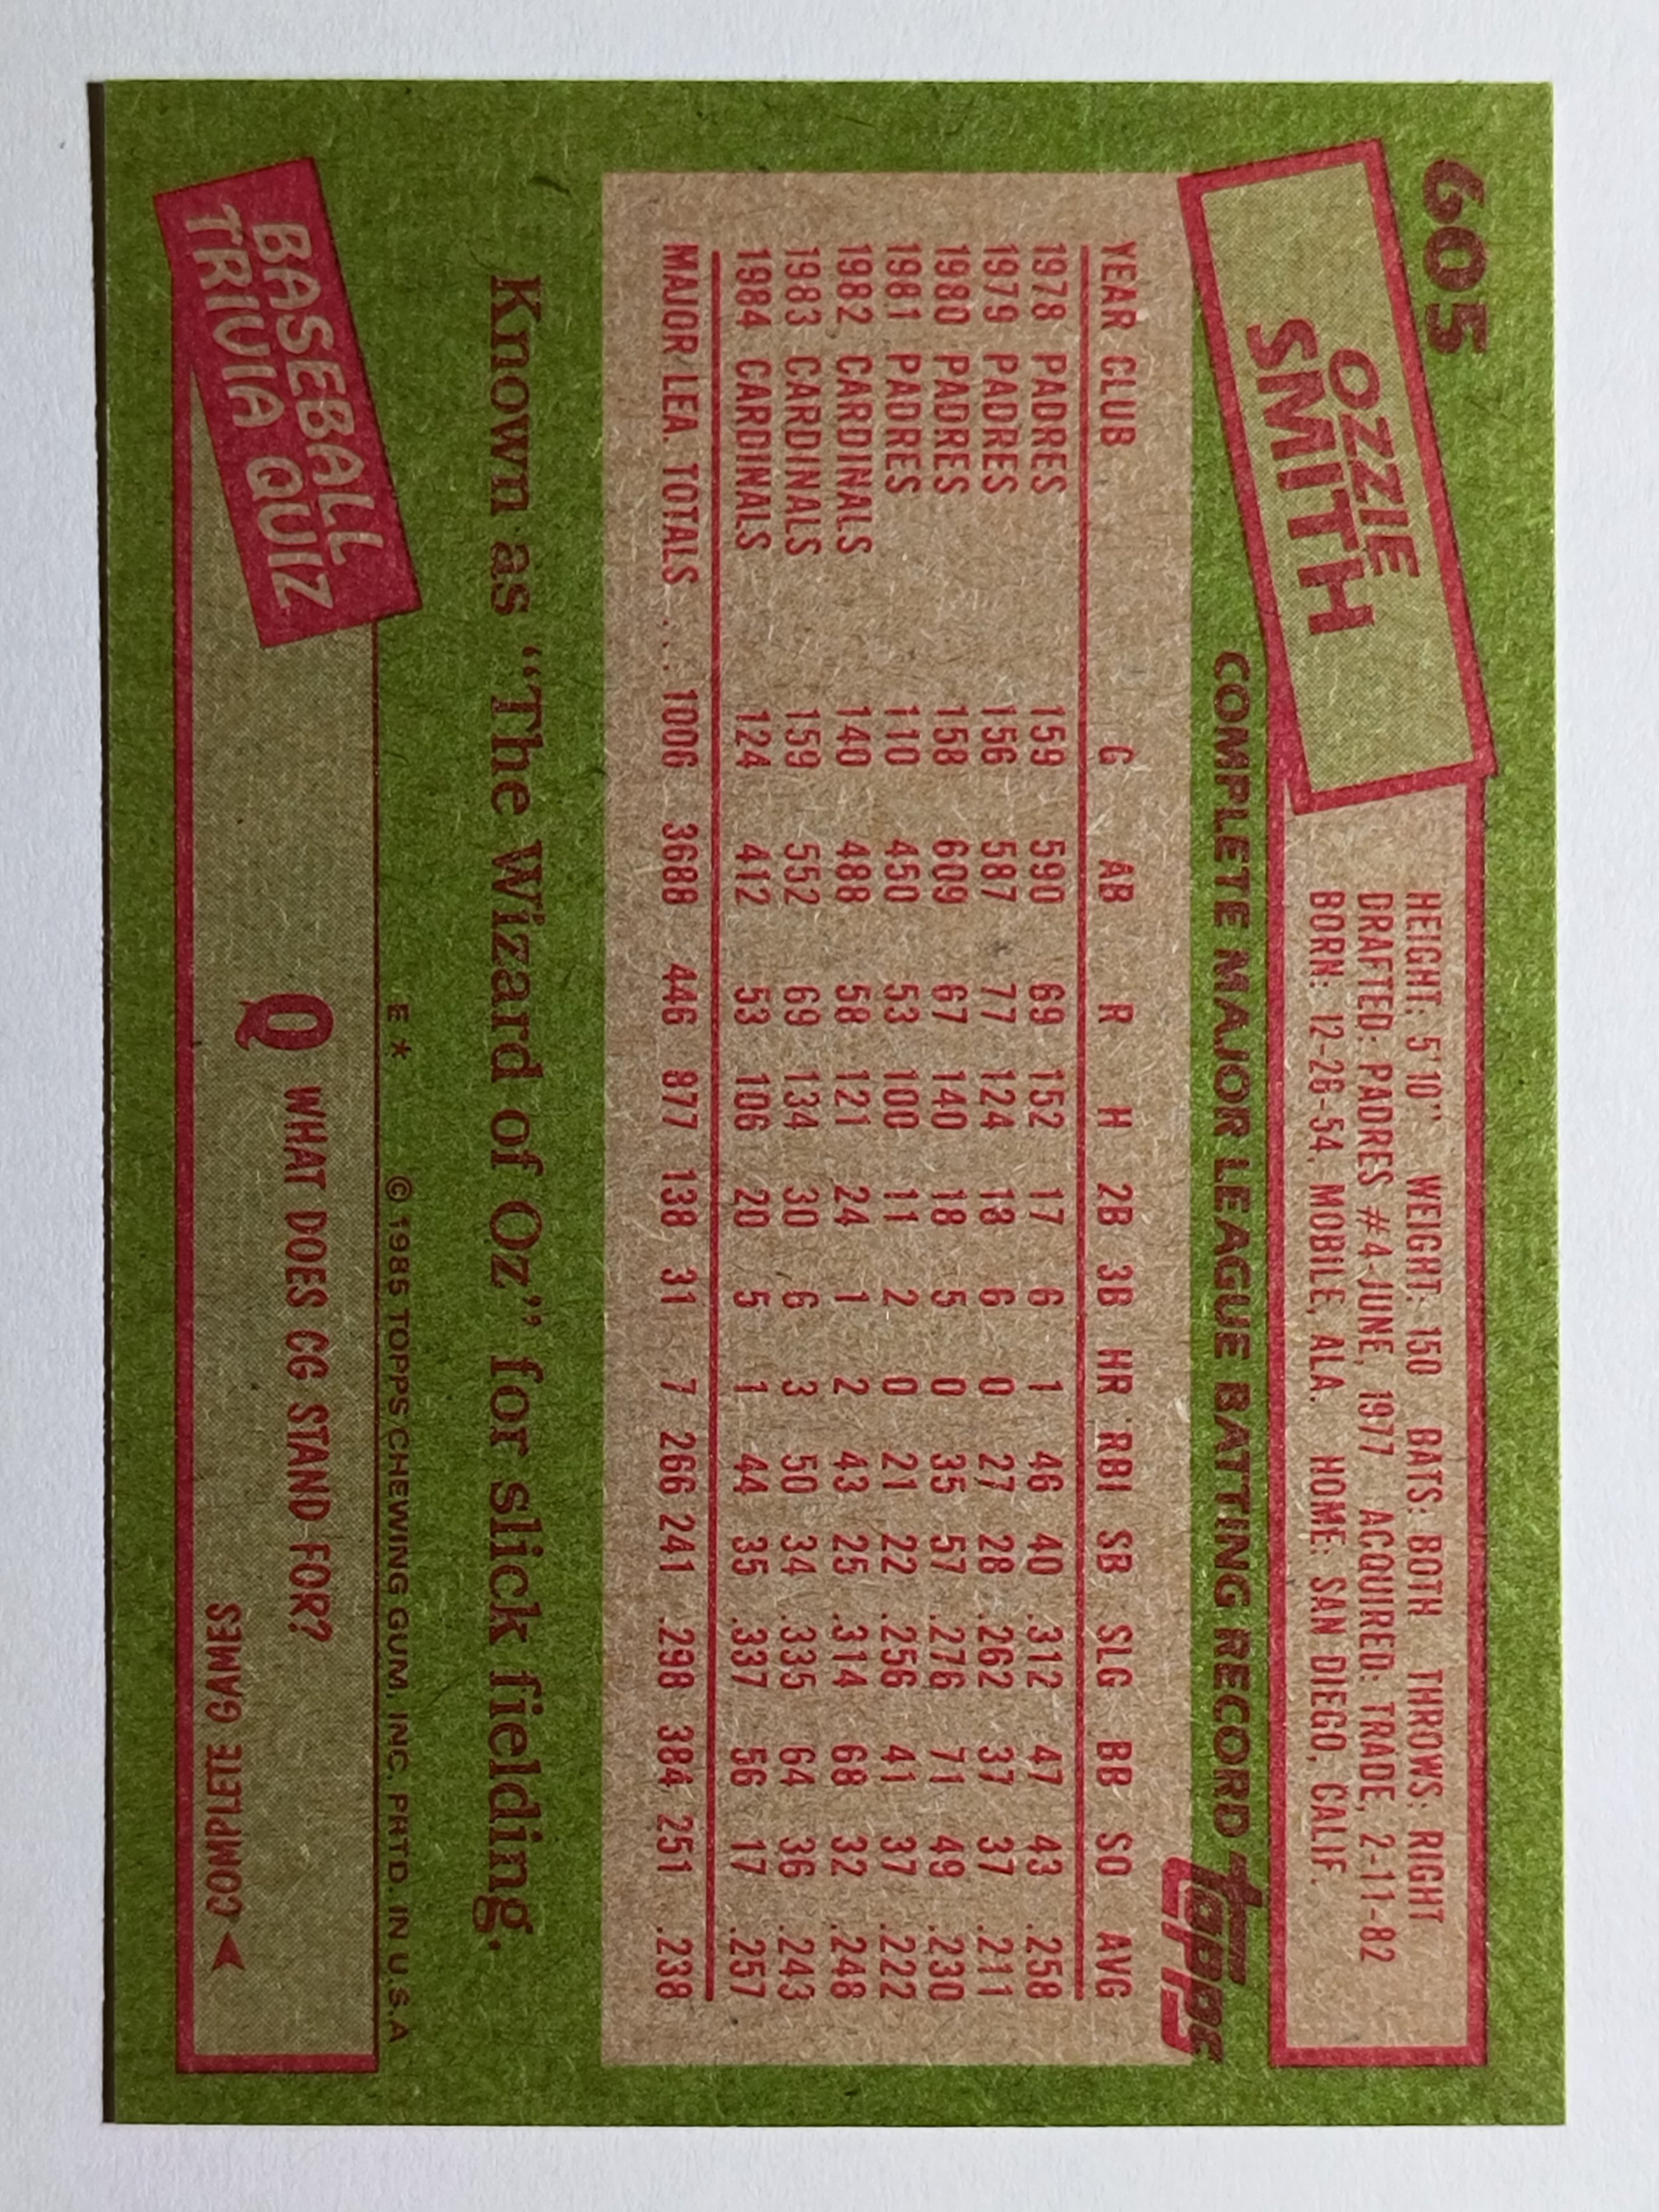 605
OZZIE
SMITH
HEIGHT: 5'10" WEIGHT: 150 BATS: BOTH THROWS: RIGHT
DRAFTED: PADRES #4-JUNE, 1977 ACQUIRED: TRADE, 2-11-82
BORN: 12-26-54, MOBILE, ALA. HOME: SAN DIEGO, CALIF.
COMPLETE MAJOR LEAGUE BATTING RECORD topps
YEAR CLUB G AB R H 2B 3B HR RBI SB SLG BB SO AVG
1978 PADRES 159 590 69 152 17 6 1 46 40 .312 47 43 .258
1979 PADRES 156 587 77 124 18 6 0 27 28 .262 37 37 .211
1980 PADRES 158 609 67 140 18 5 0 35 57 .276 71 49 .230
1981 PADRES 110 450 53 100 11 2 0 21 22 .256 41 37 .222
1982 CARDINALS 140 488 58 121 24 1 2 43 25 .314 68 32 .248
1983 CARDINALS 159 552 69 134 30 6 3 50 34 .335 64 36 .243
1984 CARDINALS 124 412 53 106 20 5 1 44 35 .337 56 17 .257
MAJOR LEA. TOTALS ... 1006 3688 446 877 138 31 7 266 241 .298 384 251 .238
Known as "The Wizard of Oz" for slick fielding.
E * © 1985 TOPPS CHEWING GUM, INC. PRTD. IN U.S.A.
BASEBALL
TRIVIA QUIZ
Q WHAT DOES CG STAND FOR?
COMPLETE GAMES